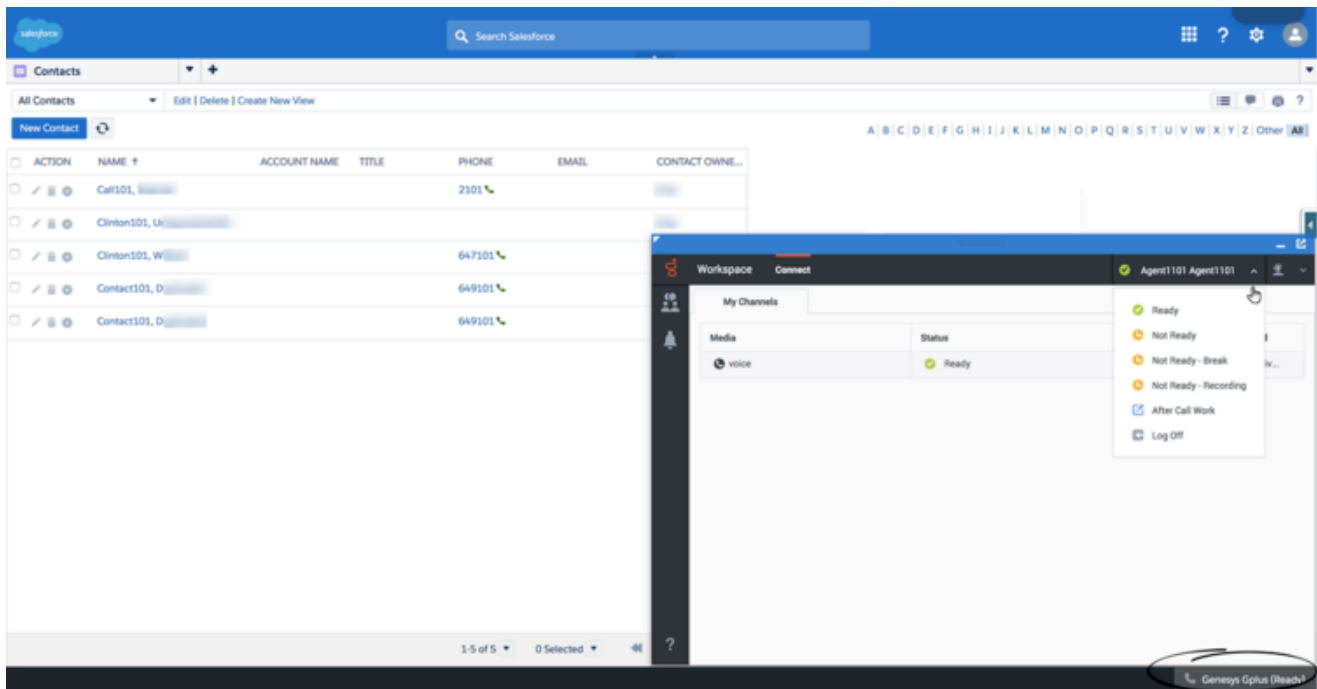 salesforce
Search Salesforce
?
Contacts
All Contacts
Edit | Delete | Create New View
?
New Contact
A | B | C | D | E | F | G | H | I | J | K | L | M | N | O | P | Q | R | S | T | U | V | W | X | Y | Z | Other | All
ACTION NAME ↑ ACCOUNT NAME TITLE PHONE EMAIL CONTACT OWNE...
Call101, 2101
Clinton101,
Clinton101, W 647101
Contact101, D 649101
Contact101, D 649101
1-5 of 5 0 Selected
Workspace Connect Agent1101 Agent1101
My Channels
Media Status
voice Ready
Ready
Not Ready
Not Ready - Break
Not Ready - Recording
After Call Work
Log Off
?
Genesys Gplus (Ready)